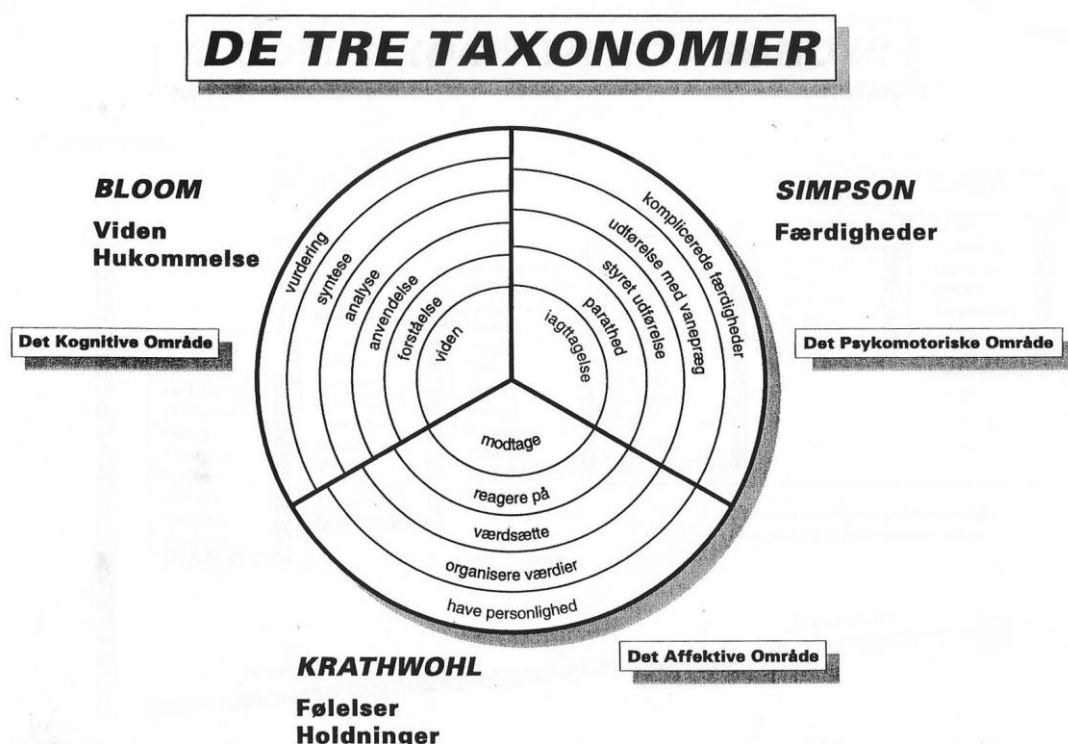 DE TRE TAXONOMIER
BLOOM
Viden
Hukommelse
Det Kognitive Område
vurdering
syntese
analyse
anvendelse
forståelse
viden
SIMPSON
Færdigheder
Det Psykomotoriske Område
komplicerede færdigheder
udførelse med vanepræg
styret udførelse
parathed
iagttagelse
modtage
reagere på
værdsætte
organisere værdier
have personlighed
KRATHWOHL
Følelser
Holdninger
Det Affektive Område